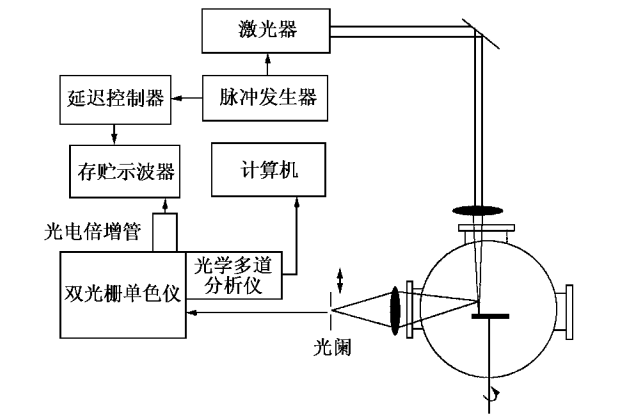 激光器
延迟控制器
脉冲发生器
存贮示波器
计算机
光电倍增管
双光栅单色仪
光学多道
分析仪
光阑